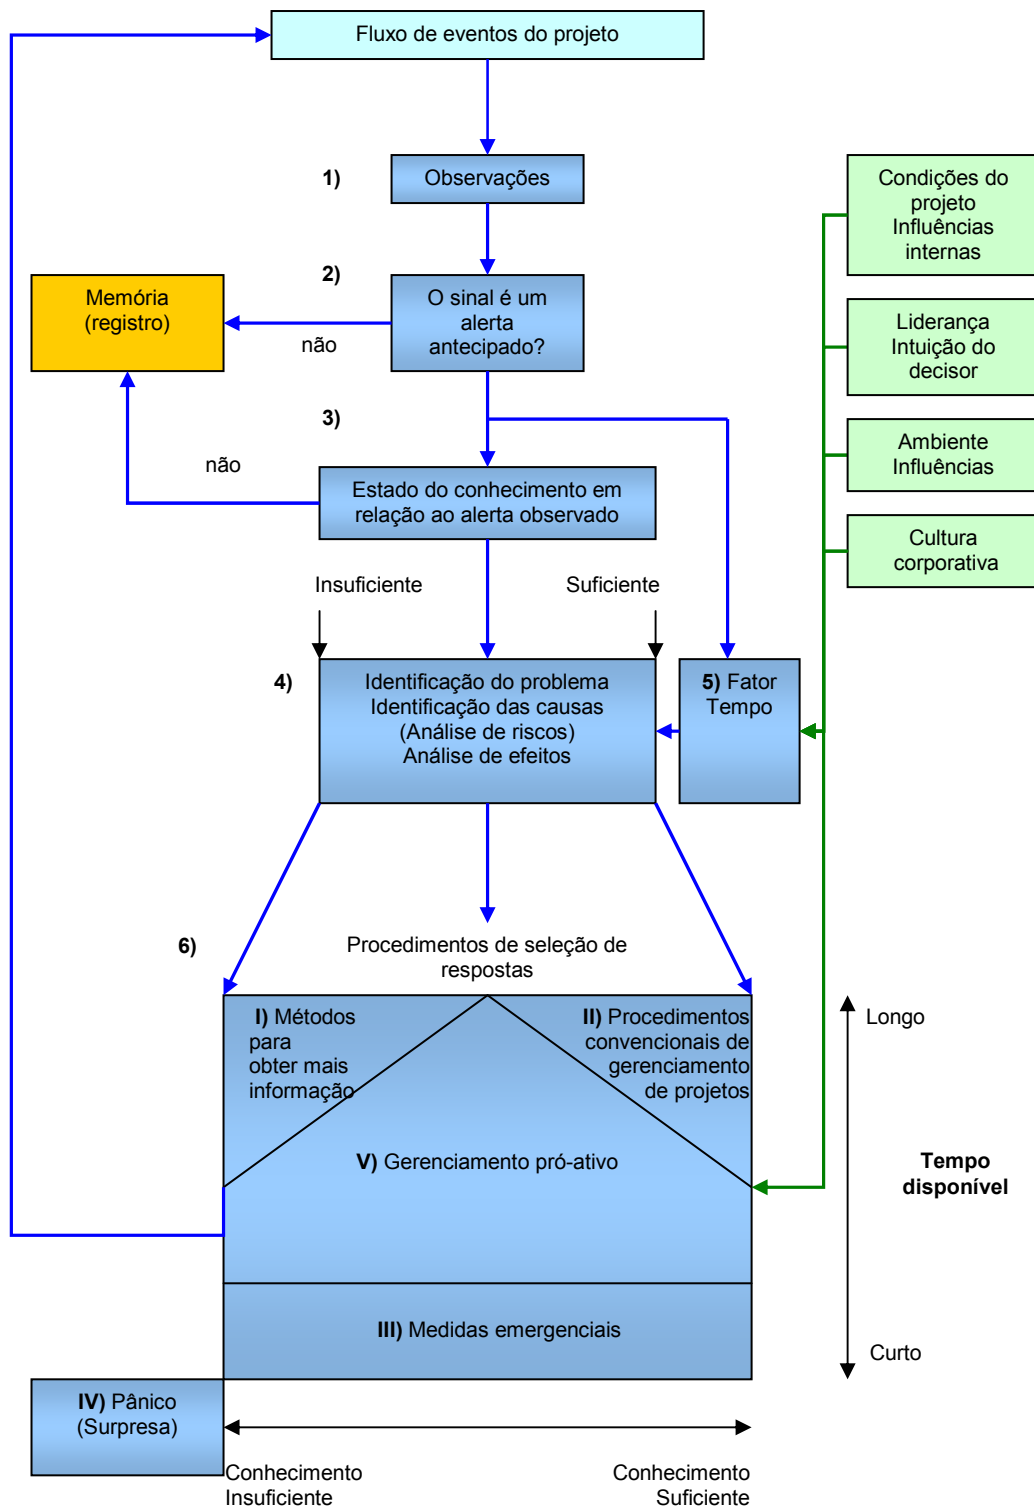 Fluxo de eventos do projeto
1)
Observações
Condições do
projeto
Influências
internas
2)
Memória
(registro)
O sinal é um
alerta
antecipado?
não
Liderança
Intuição do
decisor
3)
Ambiente
Influências
não
Estado do conhecimento em
relação ao alerta observado
Cultura
corporativa
Insuficiente
Suficiente
4)
Identificação do problema
Identificação das causas
(Análise de riscos)
Análise de efeitos
5) Fator
Tempo
6)
Procedimentos de seleção de
respostas
I) Métodos
para
obter mais
informação
II) Procedimentos
convencionais de
gerenciamento
de projetos
Longo
V) Gerenciamento pró-ativo
Tempo
disponível
III) Medidas emergenciais
Curto
IV) Pânico
(Surpresa)
Conhecimento
Insuficiente
Conhecimento
Suficiente